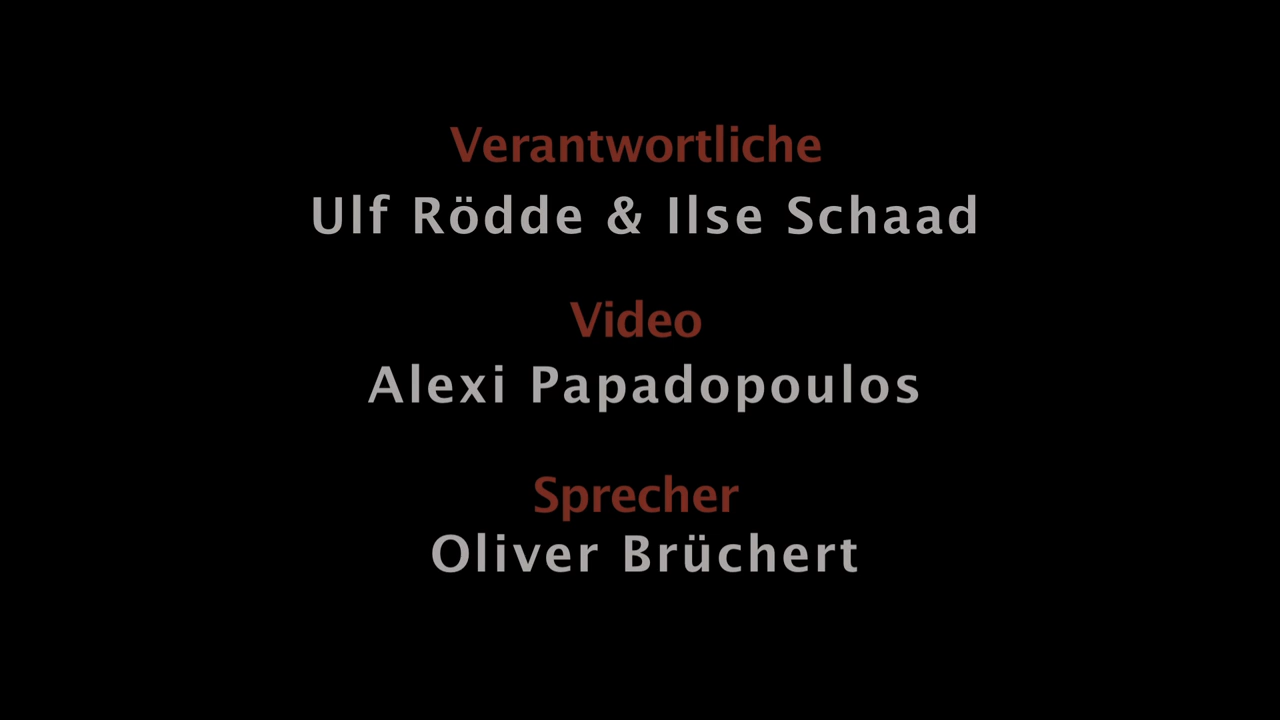 Verantwortliche
Ulf Rödde & Ilse Schaad
Video
Alexi Papadopoulos
Sprecher
Oliver Brüchert